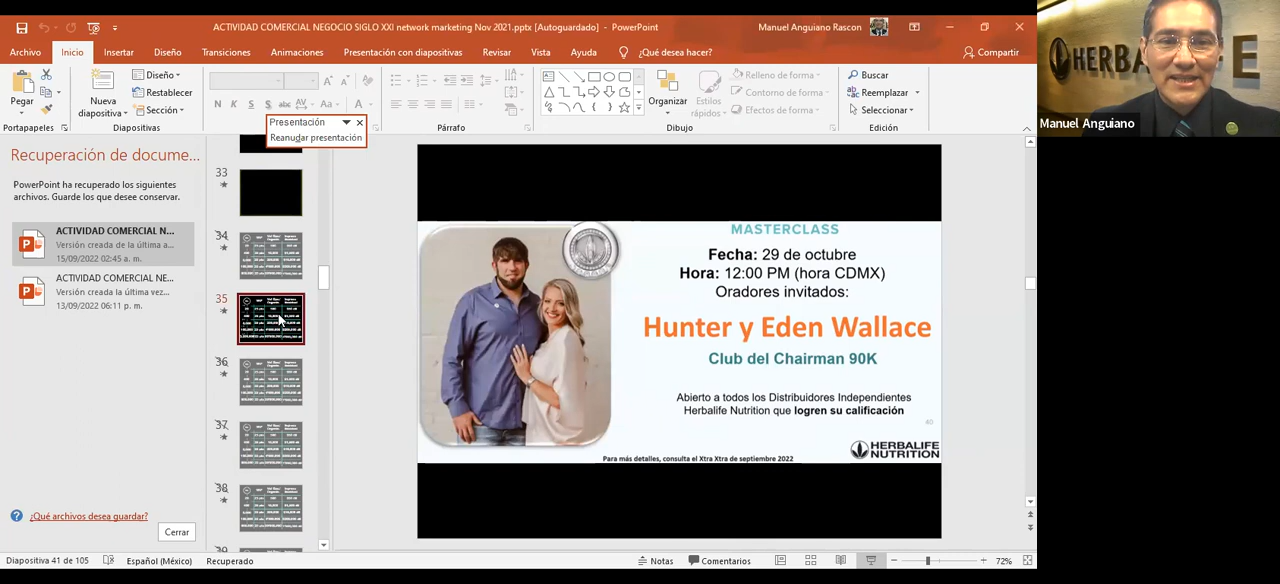 ACTIVIDAD COMERCIAL NEGOCIO SIGLO XXI network marketing Nov 2021.pptx [Autoguardado] - PowerPoint
Manuel Anguiano Rascon
Archivo
Inicio
Insertar
Diseño
Transiciones
Animaciones
Presentación con diapositivas
Revisar
Vista
Ayuda
¿Qué desea hacer?
Compartir
Pegar
Nueva
diapositiva
Diseño
Restablecer
Sección
N K S S abc AV Aa A
Organizar
Estilos
rápidos
Relleno de forma
Contorno de forma
Efectos de forma
Buscar
Reemplazar
Seleccionar
Portapapeles
Diapositivas
Presentación
Reanudar presentación
Párrafo
Dibujo
Edición
HERBALIFE
Manuel Anguiano
Recuperación de docume...
PowerPoint ha recuperado los siguientes
archivos. Guarde los que desee conservar.
ACTIVIDAD COMERCIAL N...
Versión creada de la última a...
15/09/2022 02:45 a. m.
ACTIVIDAD COMERCIAL NE...
Versión creada la última vez...
13/09/2022 06:11 p. m.
¿Qué archivos desea guardar?
Cerrar
33
34
35
36
37
38
MASTERCLASS
Fecha: 29 de octubre
Hora: 12:00 PM (hora CDMX)
Oradores invitados:
Hunter y Eden Wallace
Club del Chairman 90K
Abierto a todos los Distribuidores Independientes
Herbalife Nutrition que logren su calificación
AD
HERBALIFE
NUTRITION
Para más detalles, consulta el Xtra Xtra de septiembre 2022
Diapositiva 41 de 105
Español (México)
Recuperado
Notas
Comentarios
72%